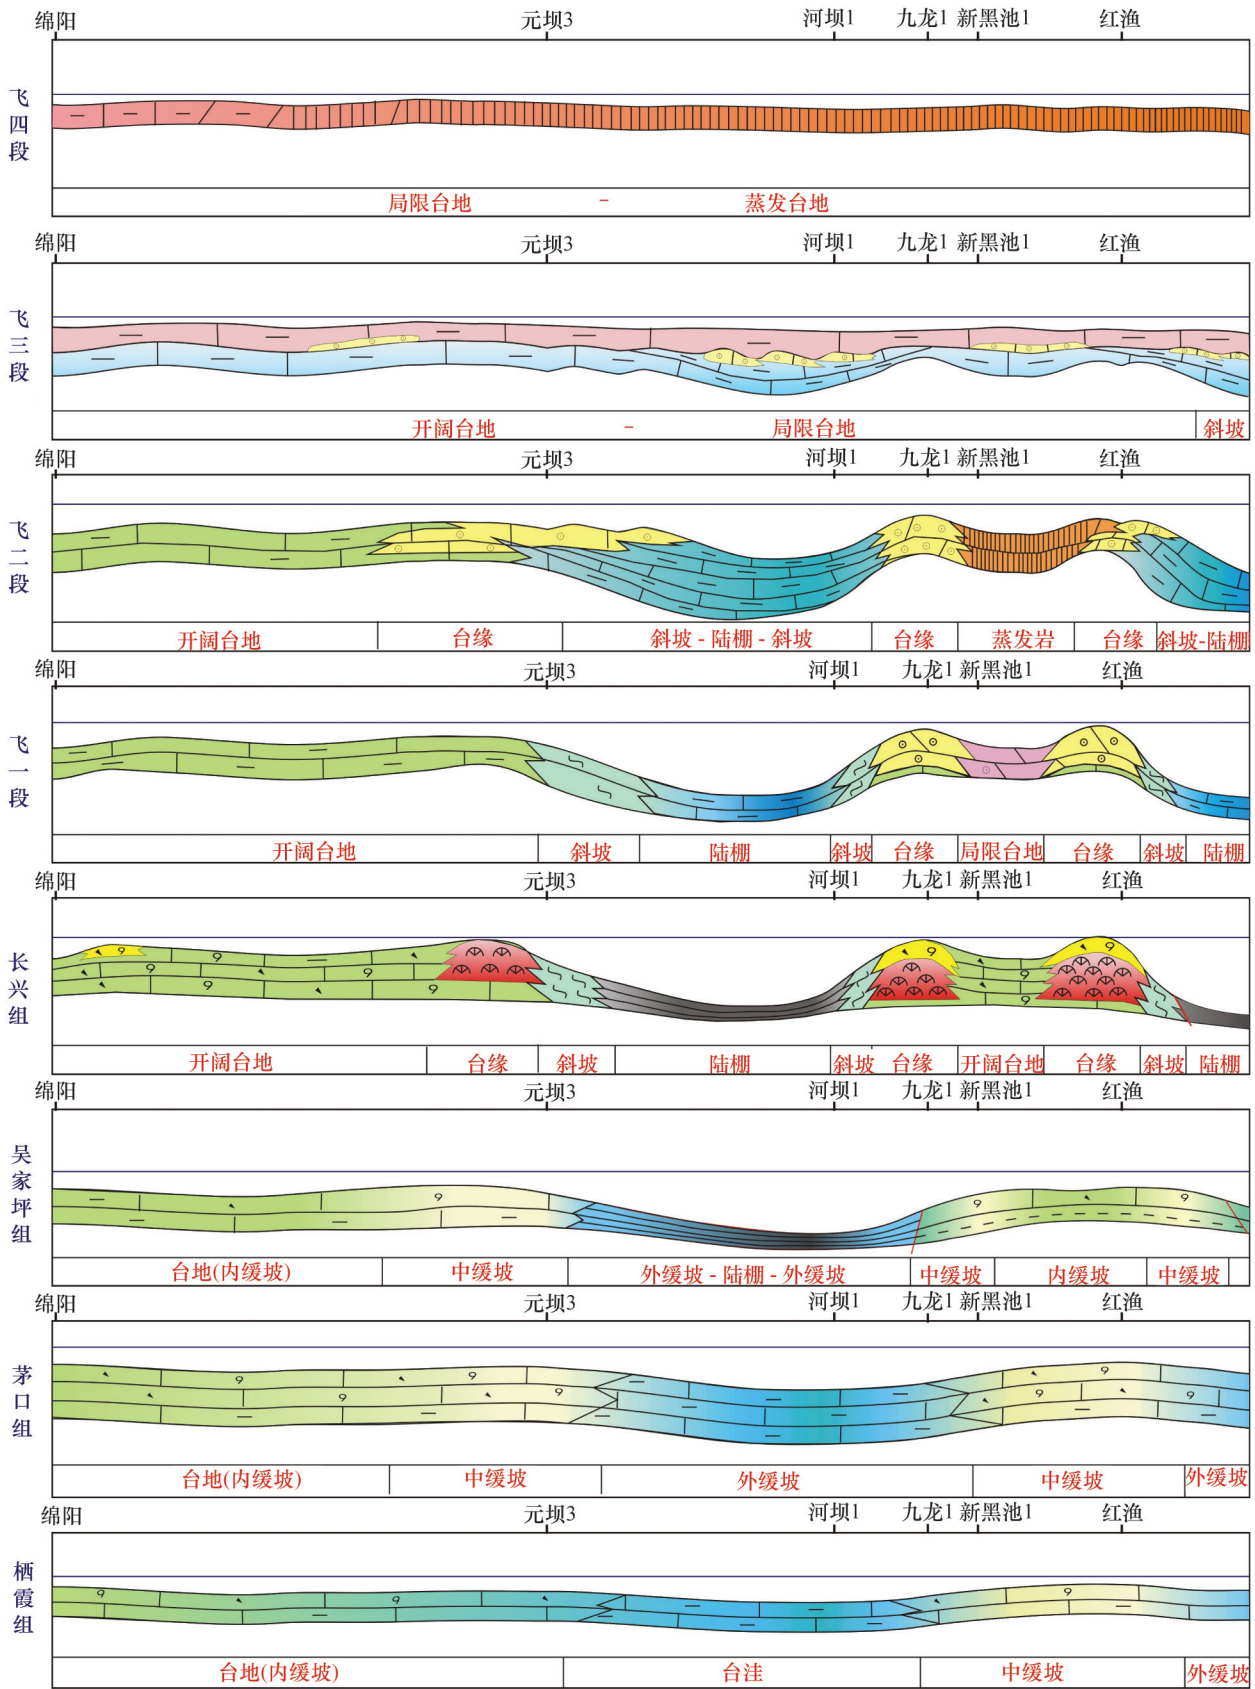 绵阳 元坝3 河坝1 九龙1 新黑池1 红渔
飞四段
局限台地 - 蒸发台地
绵阳 元坝3 河坝1 九龙1 新黑池1 红渔
飞三段
开阔台地 - 局限台地 斜坡
绵阳 元坝3 河坝1 九龙1 新黑池1 红渔
飞二段
开阔台地 台缘 斜坡-陆棚-斜坡 台缘 蒸发岩 台缘 斜坡-陆棚
绵阳 元坝3 河坝1 九龙1 新黑池1 红渔
飞一段
开阔台地 斜坡 陆棚 斜坡 台缘 局限台地 台缘 斜坡 陆棚
绵阳 元坝3 河坝1 九龙1 新黑池1 红渔
长兴组
开阔台地 台缘 斜坡 陆棚 斜坡 台缘 开阔台地 台缘 斜坡 陆棚
绵阳 元坝3 河坝1 九龙1 新黑池1 红渔
吴家坪组
台地(内缓坡) 中缓坡 外缓坡-陆棚-外缓坡 中缓坡 内缓坡 中缓坡
绵阳 元坝3 河坝1 九龙1 新黑池1 红渔
茅口组
台地(内缓坡) 中缓坡 外缓坡 中缓坡 外缓坡
绵阳 元坝3 河坝1 九龙1 新黑池1 红渔
栖霞组
台地(内缓坡) 台洼 中缓坡 外缓坡